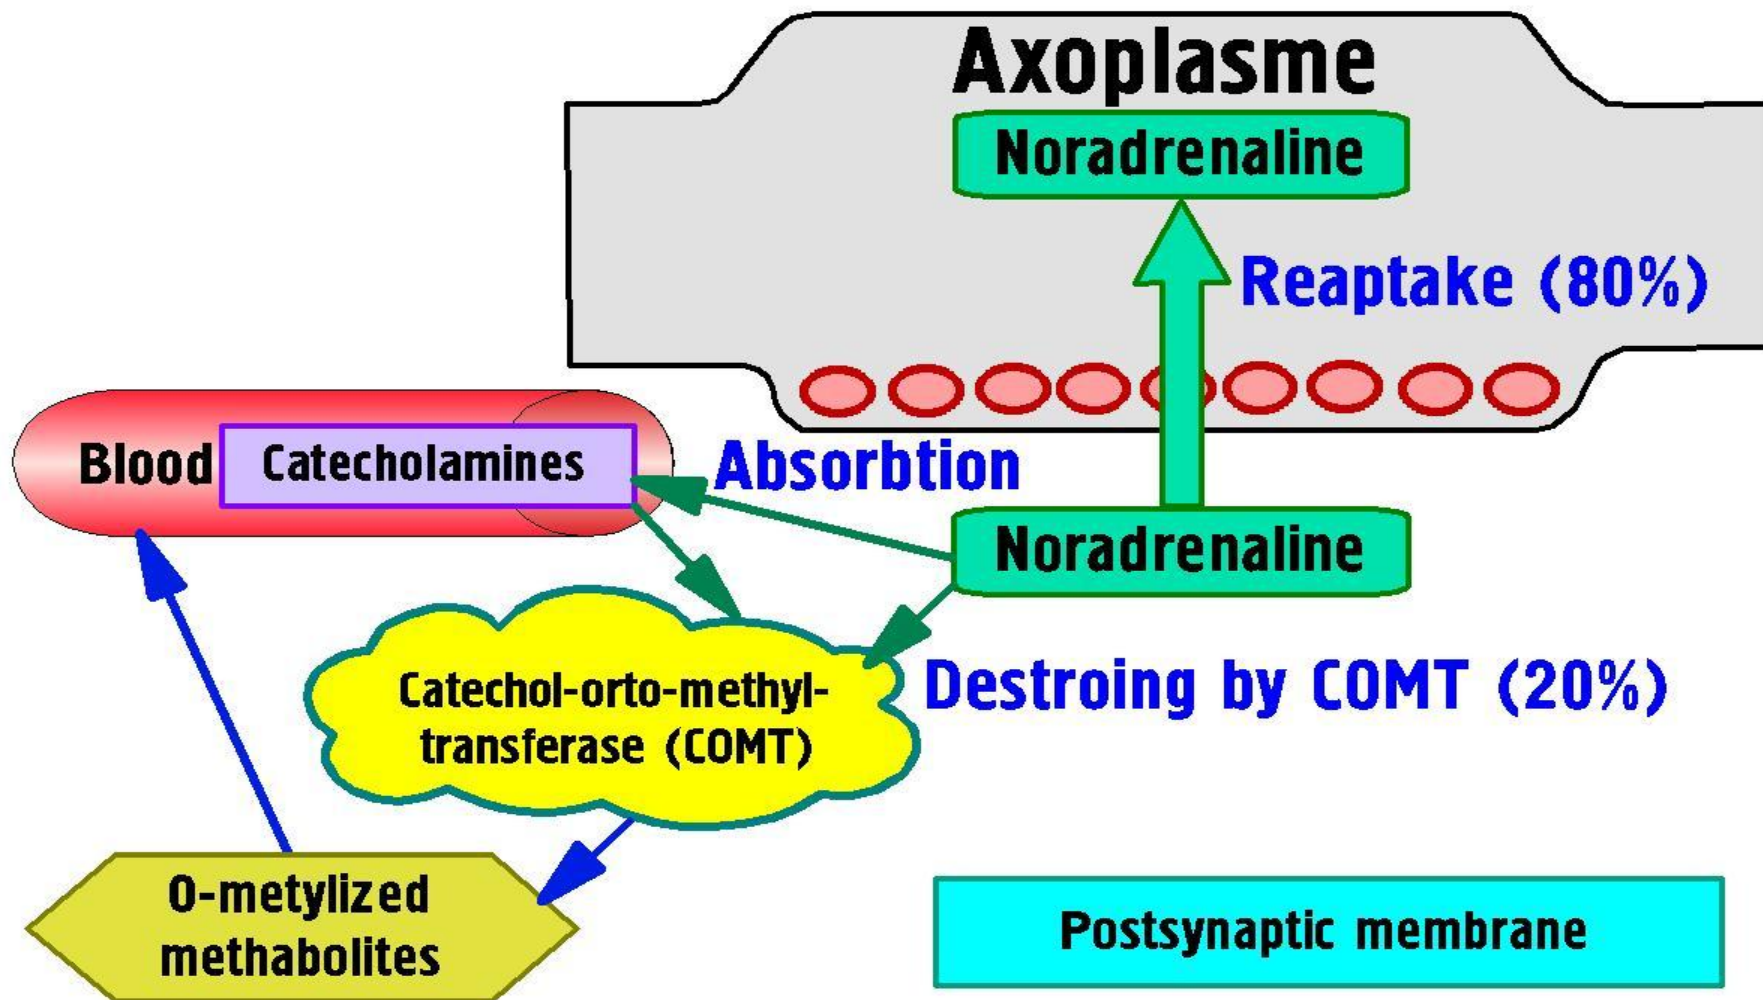 Axoplasme
Noradrenaline
Reaptake (80%)
Blood
Catecholamines
Absorbtion
Noradrenaline
Catechol-orto-methyl-
transferase (COMT)
Destroing by COMT (20%)
O-metylized
methabolites
Postsynaptic membrane